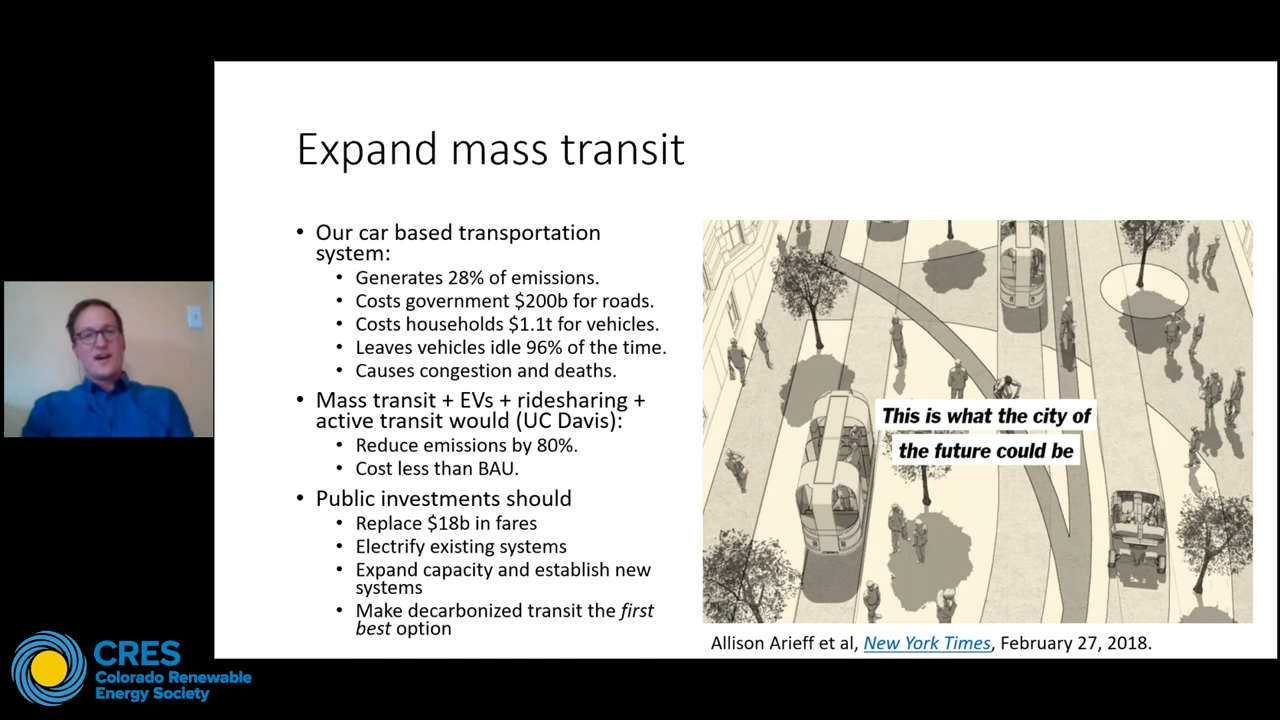 Expand mass transit
• Our car based transportation
system:
• Generates 28% of emissions.
• Costs government $200b for roads.
• Costs households $1.1t for vehicles.
• Leaves vehicles idle 96% of the time.
• Causes congestion and deaths.
• Mass transit + EVs + ridesharing +
active transit would (UC Davis):
• Reduce emissions by 80%.
• Cost less than BAU.
• Public investments should
• Replace $18b in fares
• Electrify existing systems
• Expand capacity and establish new
systems
• Make decarbonized transit the first
best option
This is what the city of
the future could be
Allison Arieff et al, New York Times, February 27, 2018.
CRES
Colorado Renewable
Energy Society